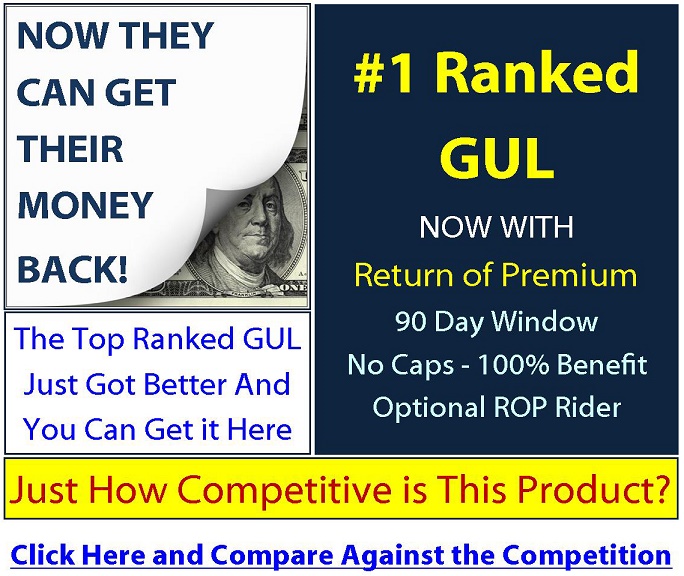 NOW THEY
CAN GET
THEIR
MONEY
BACK!
The Top Ranked GUL
Just Got Better And
You Can Get it Here
#1 Ranked
GUL
NOW WITH
Return of Premium
90 Day Window
No Caps - 100% Benefit
Optional ROP Rider
Just How Competitive is This Product?
Click Here and Compare Against the Competition